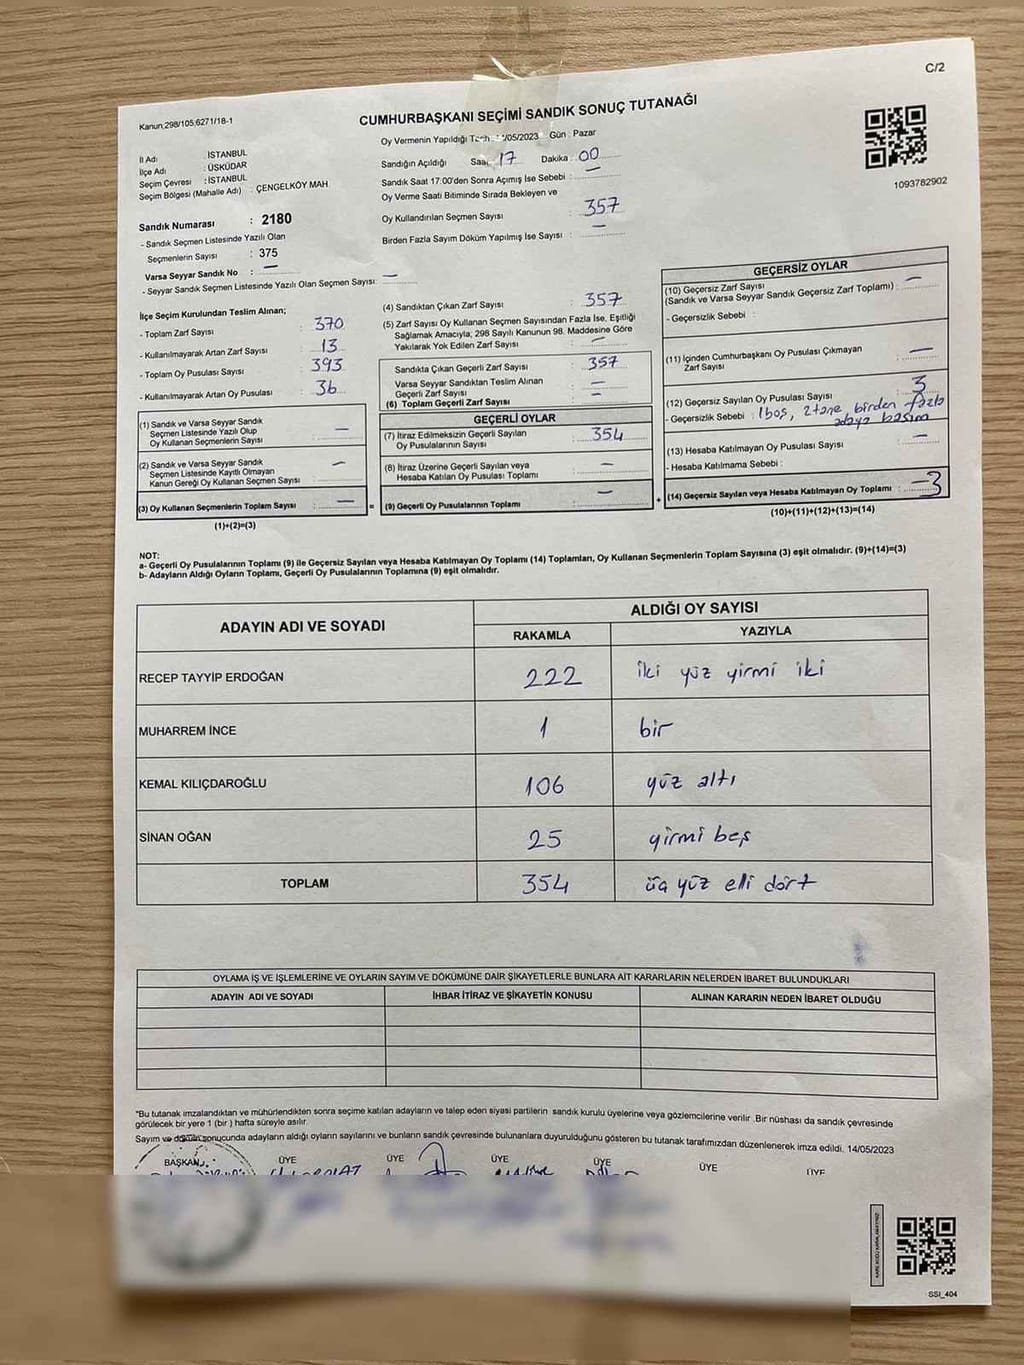 C/2
Kanun;298/105;6271/18-1
CUMHURBAŞKANI SEÇİMİ SANDIK SONUÇ TUTANAĞI
1093782902
İl Adı : İSTANBUL
İlçe Adı : ÜSKÜDAR
Seçim Çevresi : İSTANBUL
Seçim Bölgesi (Mahalle Adı) : ÇENGELKÖY MAH
Sandık Numarası : 2180
- Sandık Seçmen Listesinde Yazılı Olan
Seçmenlerin Sayısı : 375
Varsa Seyyar Sandık No : —
- Seyyar Sandık Seçmen Listesinde Yazılı Olan Seçmen Sayısı: —
İlçe Seçim Kurulundan Teslim Alınan;
- Toplam Zarf Sayısı : 370
- Kullanılmayarak Artan Zarf Sayısı : 13
- Toplam Oy Pusulası Sayısı : 393
- Kullanılmayarak Artan Oy Pusulası : 36
(1) Sandık ve Varsa Seyyar Sandık
Seçmen Listesinde Yazılı Olup
Oy Kullanan Seçmenlerin Sayısı : —
(2) Sandık ve Varsa Seyyar Sandık
Seçmen Listesinde Kayıtlı Olmayan
Kanun Gereği Oy Kullanan Seçmen Sayısı : —
(3) Oy Kullanan Seçmenlerin Toplam Sayısı : —
(1)+(2)=(3)
Oy Vermenin Yapıldığı /05/2023 Gün : Pazar
Sandığın Açıldığı Saat : 17 Dakika : 00
Sandık Saat 17:00'den Sonra Açımış İse Sebebi : —
Oy Verme Saati Bitiminde Sırada Bekleyen ve
Oy Kullandırılan Seçmen Sayısı : 357
Birden Fazla Sayım Döküm Yapılmış İse Sayısı : —
(4) Sandıktan Çıkan Zarf Sayısı : 357
(5) Zarf Sayısı Oy Kullanan Seçmen Sayısından Fazla İse, Eşitliği
Sağlamak Amacıyla; 298 Sayılı Kanunun 98. Maddesine Göre
Yakılarak Yok Edilen Zarf Sayısı : —
Sandıkta Çıkan Geçerli Zarf Sayısı : 357
Varsa Seyyar Sandıktan Teslim Alınan
Geçerli Zarf Sayısı : —
(6) Toplam Geçerli Zarf Sayısı : —
GEÇERLİ OYLAR
(7) İtiraz Edilmeksizin Geçerli Sayılan
Oy Pusulasının Sayısı : 354
(8) İtiraz Üzerine Geçerli Sayılan veya
Hesaba Katılan Oy Pusulası Toplamı : —
= (9) Geçerli Oy Pusulalarının Toplamı : —
GEÇERSİZ OYLAR
(10) Geçersiz Zarf Sayısı
(Sandık ve Varsa Seyyar Sandık Geçersiz Zarf Toplamı) : —
- Geçersizlik Sebebi :
(11) İçinden Cumhurbaşkanı Oy Pusulası Çıkmayan
Zarf Sayısı : —
(12) Geçersiz Sayılan Oy Pusulası Sayısı : 3
- Geçersizlik Sebebi : 1boş, 2tane birden fazla
adaya basım
(13) Hesaba Katılmayan Oy Pusulası Sayısı : —
- Hesaba Katılmama Sebebi :
+ (14) Geçersiz Sayılan veya Hesaba Katılmayan Oy Toplamı : —3
(10)+(11)+(12)+(13)=(14)
NOT:
a- Geçerli Oy Pusulalarının Toplamı (9) ile Geçersiz Sayılan veya Hesaba Katılmayan Oy Toplamı (14) Toplamları, Oy Kullanan Seçmenlerin Toplam Sayısına (3) eşit olmalıdır. (9)+(14)=(3)
b- Adayların Aldığı Oyların Toplamı, Geçerli Oy Pusulalarının Toplamına (9) eşit olmalıdır.
ADAYIN ADI VE SOYADI ALDIĞI OY SAYISI
RAKAMLA YAZIYLA
RECEP TAYYİP ERDOĞAN 222 iki yüz yirmi iki
MUHARREM İNCE 1 bir
KEMAL KILIÇDAROĞLU 106 yüz altı
SİNAN OĞAN 25 yirmi beş
TOPLAM 354 üç yüz elli dört
OYLAMA İŞ VE İŞLEMLERİNE VE OYLARIN SAYIM VE DÖKÜMÜNE DAİR ŞİKAYETLERLE BUNLARA AİT KARARLARIN NELERDEN İBARET BULUNDUKLARI
ADAYIN ADI VE SOYADI İHBAR İTİRAZ VE ŞİKAYETİN KONUSU ALINAN KARARIN NEDEN İBARET OLDUĞU
"Bu tutanak imzalandıktan ve mühürlendikten sonra seçime katılan adayların ve talep eden siyasi partilerin sandık kurulu üyelerine veya gözlemcilerine verilir .Bir nüshası da sandık çevresinde
görülecek bir yere 1 (bir ) hafta süreyle asılır.
Sayım ve döküm sonucunda adayların aldığı oyların sayılarını ve bunların sandık çevresinde bulunanlara duyurulduğunu gösteren bu tutanak tarafımızdan düzenlenerek imza edildi. 14/05/2023
BAŞKAN ÜYE ÜYE ÜYE ÜYE ÜYE ÜYE
SSI_404